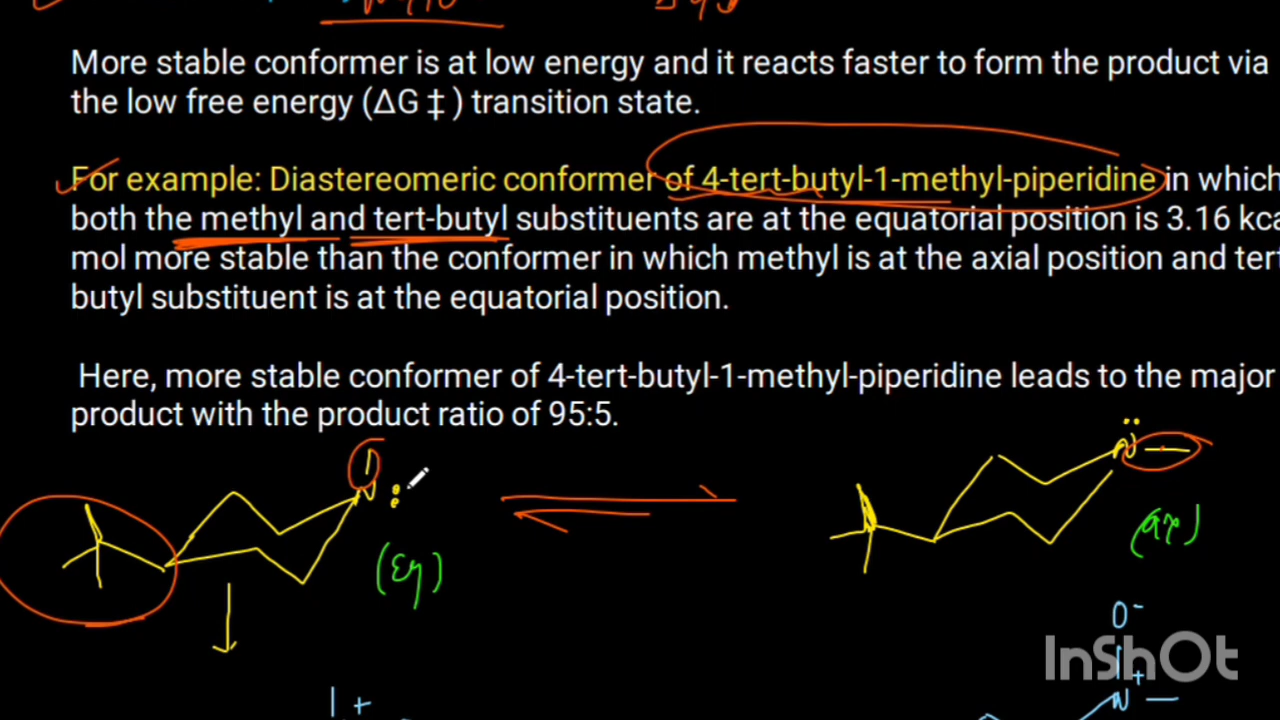 More stable conformer is at low energy and it reacts faster to form the product via
the low free energy (ΔG ‡ ) transition state.
For example: Diastereomeric conformer of 4-tert-butyl-1-methyl-piperidine in which
both the methyl and tert-butyl substituents are at the equatorial position is 3.16 kca
mol more stable than the conformer in which methyl is at the axial position and tert
butyl substituent is at the equatorial position.
Here, more stable conformer of 4-tert-butyl-1-methyl-piperidine leads to the major
product with the product ratio of 95:5.
N :
N
(Eq)
(ax)
O-
+
N
+
InShOt